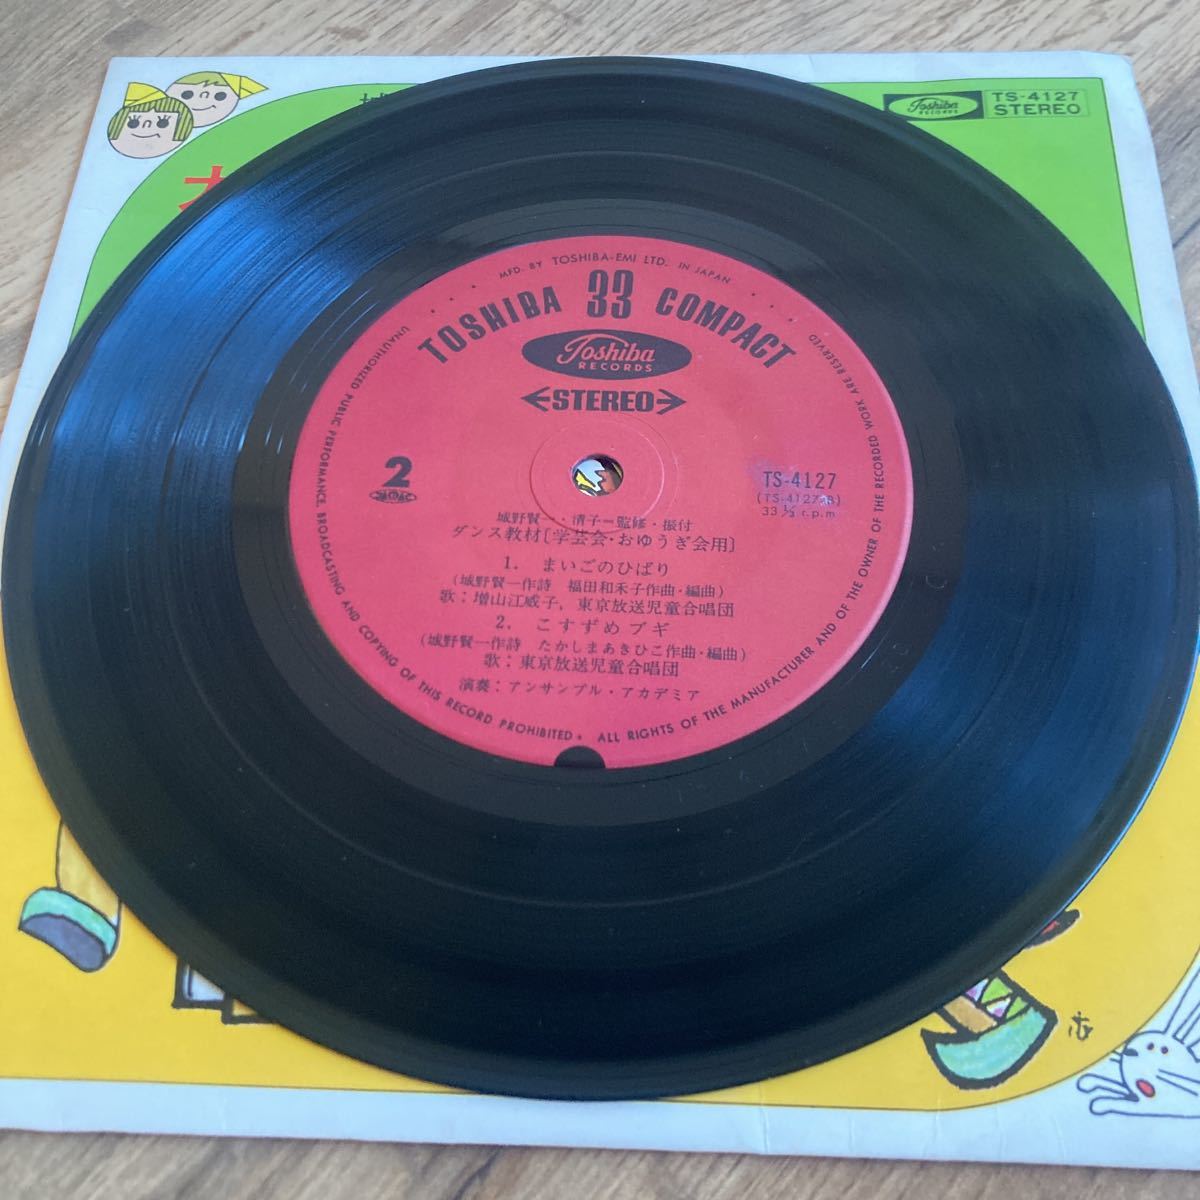 Toshiba
RECORDS
TS-4127
STEREO
MFD. BY TOSHIBA-EMI LTD. IN JAPAN
TOSHIBA 33 COMPACT
Toshiba
RECORDS
STEREO
2
TS-4127
33 ⅓ r.p.m
城野賢一・清子＝監修・振付
ダンス教材〔学芸会・おゆうぎ会用〕
1. まいごのひばり
(城野賢一作詩 福田和禾子作曲・編曲)
歌：増山江威子, 東京放送児童合唱団
2. こすずめブギ
(城野賢一作詩 たかしまあきひこ作曲・編曲)
歌：東京放送児童合唱団
演奏：アンサンブル・アカデミア
UNAUTHORIZED PUBLIC PERFORMANCE, BROADCASTING AND COPYING OF THIS RECORD PROHIBITED. ALL RIGHTS OF THE MANUFACTURER AND OF THE OWNER OF THE RECORDED WORK ARE RESERVED